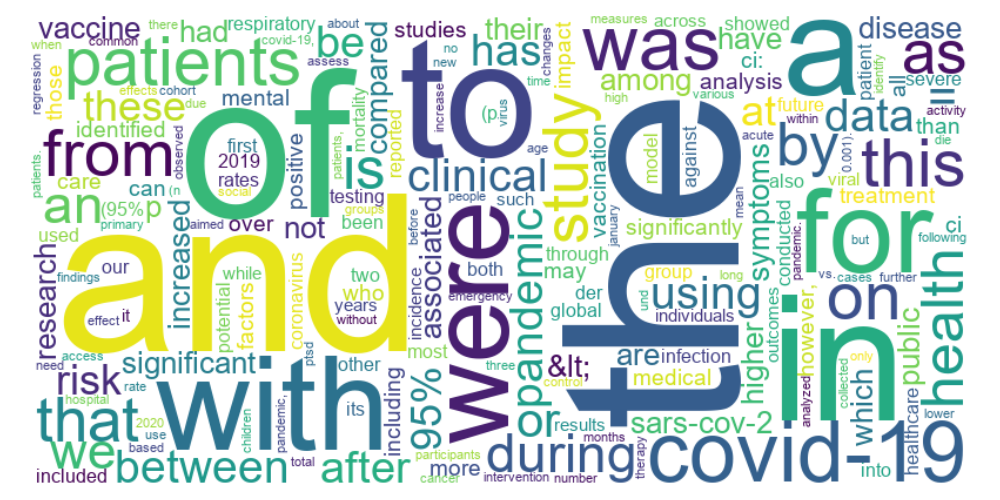 vaccine
common
had
there
respiratory
covid-19,
about
be
studies
their
has
was
measures
across
showed
have
a
disease
as
when
regression
those
patients
these
effects
cohort
due
mental
of
assess
mortality
compared
to
no
new
increase
time
changes
impact
among
ci:
analysis
patient
all
severe
identify
identified
observed
from
first
2019
rates
positive
is
reported
(p
virus
age
study
the
model
against
high
various
at
future
within
acute
data
by
than
activity
die
0.001).
this
ii
patients.
care
can
(n
social
testing
patients,
clinical
people
such
vaccination
january
mean
symptoms
also
viral
treatment
an
(95%
p
used
primary
aimed
over
not
been
groups
before
were
pandemic
significantly
conducted
pandemic.
for
but
ci
following
research
findings
our
increased
while
factors
coronavirus
two
who
years
without
incidence
associated
both
emergency
through
may
der
global
group
und
individuals
using
long
outcomes
however,
vs.
cases
further
on
health
and
effect
it
potential
ptsd
need
access
significant
with
other
its
including
most
95%
three
&lt;
control
or
are
infection
medical
higher
in
analyzed
collected
which
only
public
risk
rate
hospital
that
2020
use
based
pandemic,
children
we
between
included
total
after
cancer
participants
more
during
intervention
results
months
number
therapy
sars-cov-2
covid-19
into
healthcare
lower